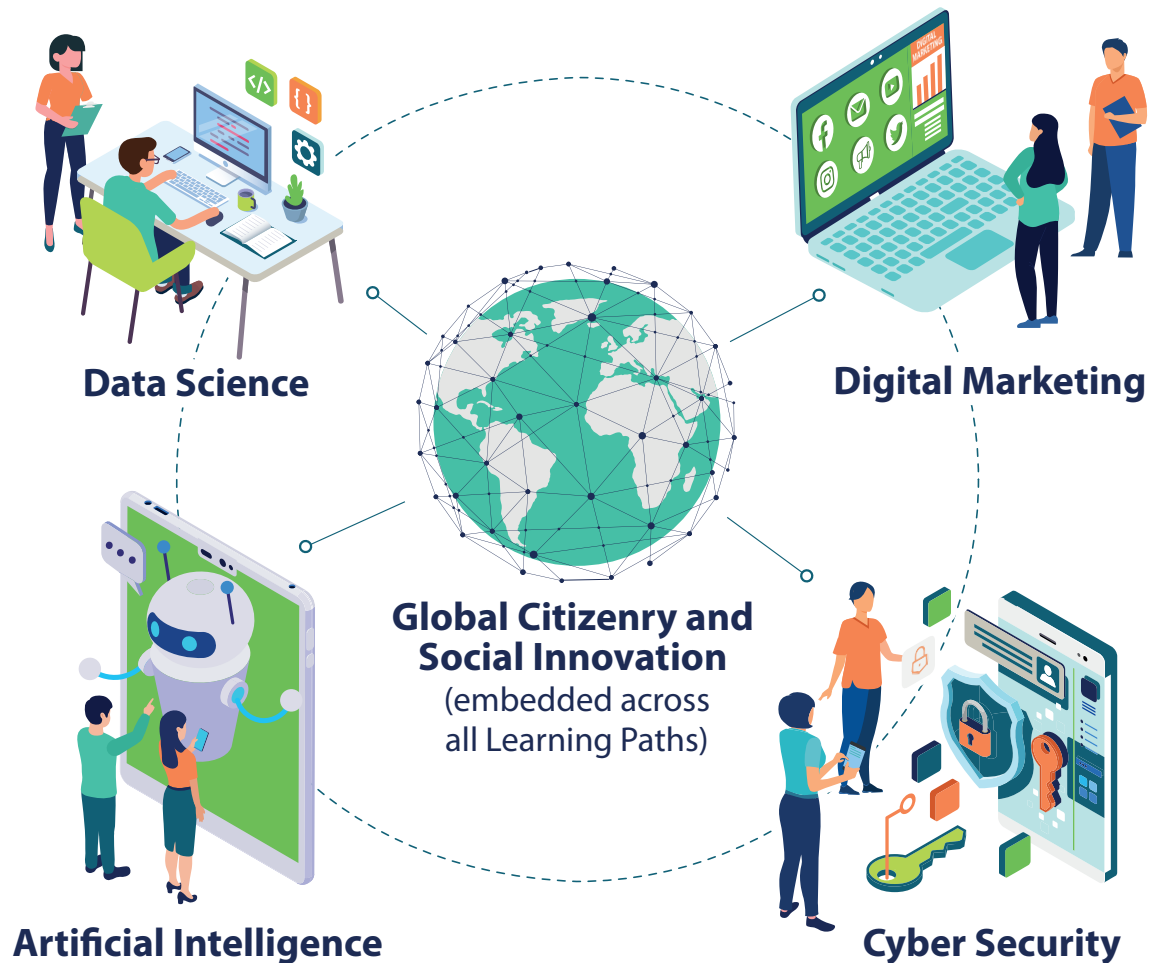 </>
{ }
DIGITAL
MARKETING
Data Science
Digital Marketing
Global Citizenry and
Social Innovation
(embedded across
all Learning Paths)
Artificial Intelligence
Cyber Security